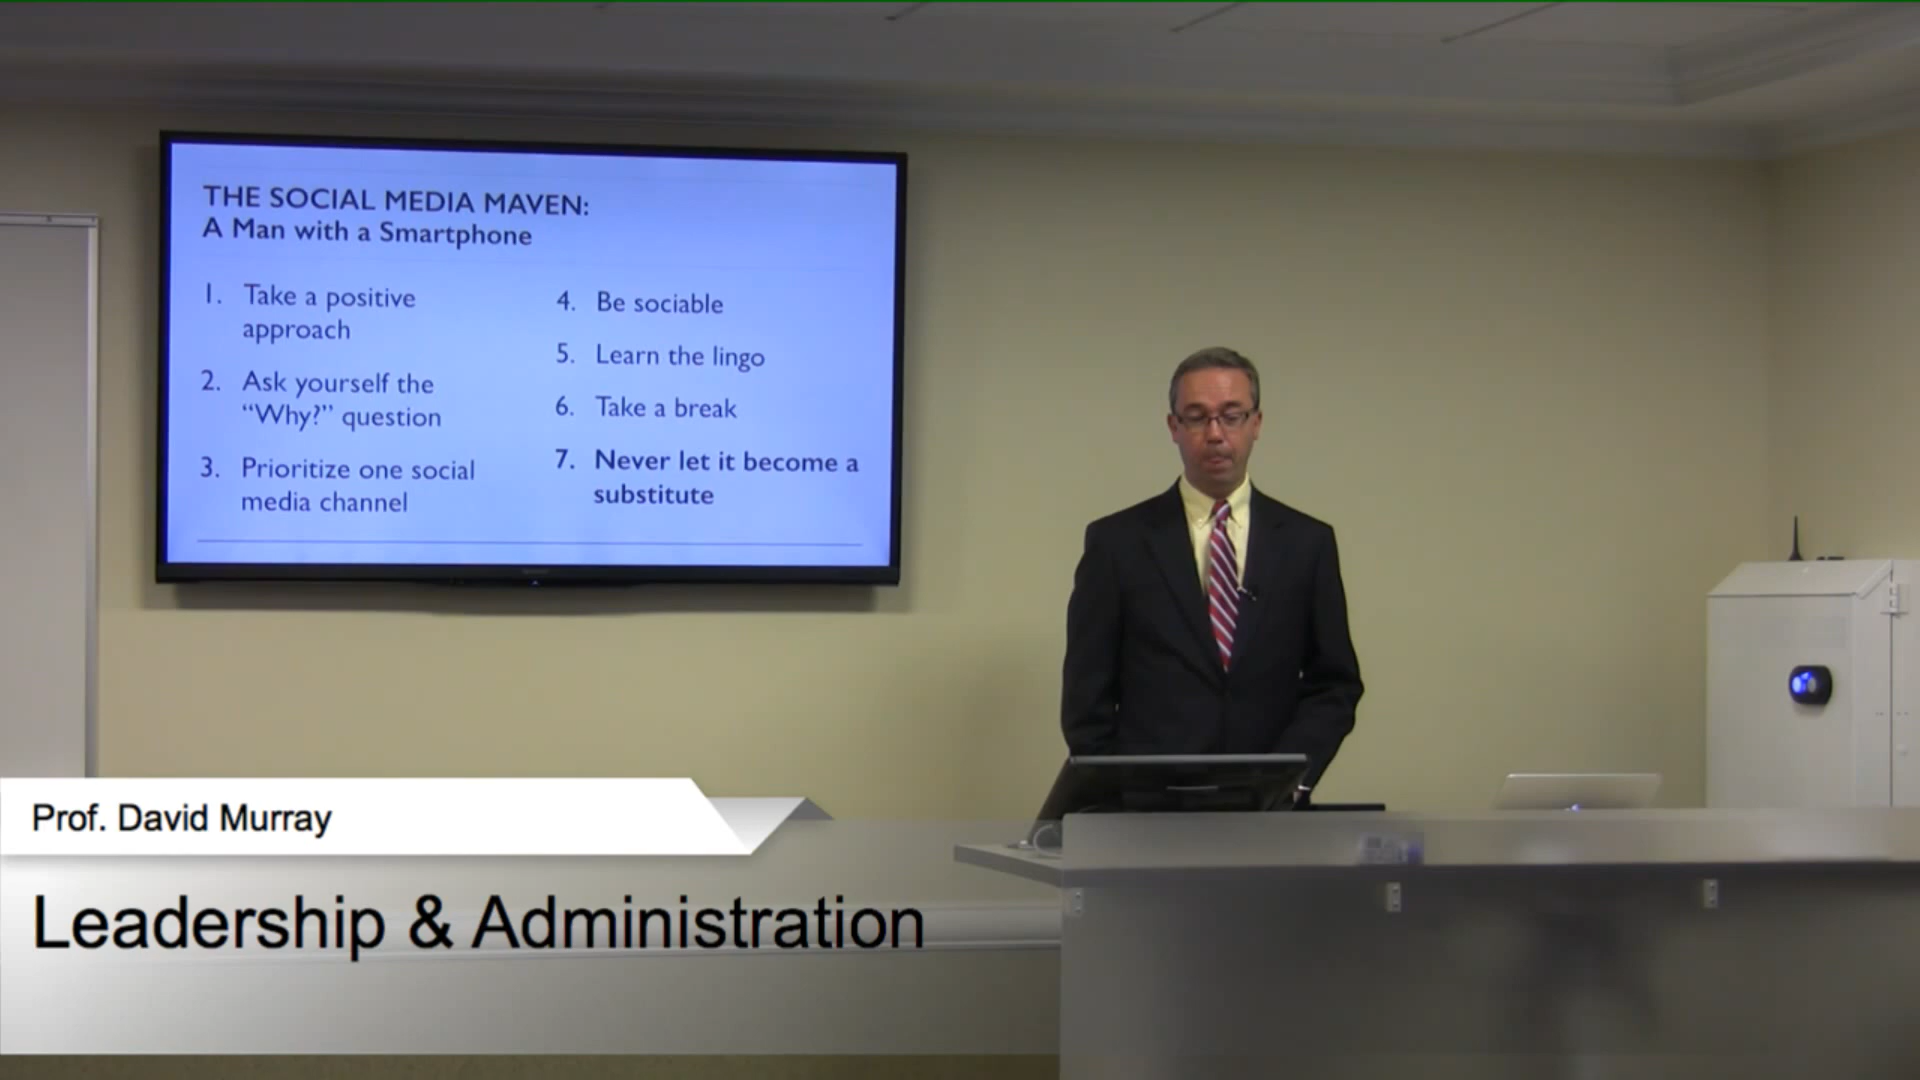 THE SOCIAL MEDIA MAVEN:
A Man with a Smartphone
1. Take a positive
approach
2. Ask yourself the
“Why?” question
3. Prioritize one social
media channel
4. Be sociable
5. Learn the lingo
6. Take a break
7. Never let it become a
substitute
Prof. David Murray
Leadership & Administration